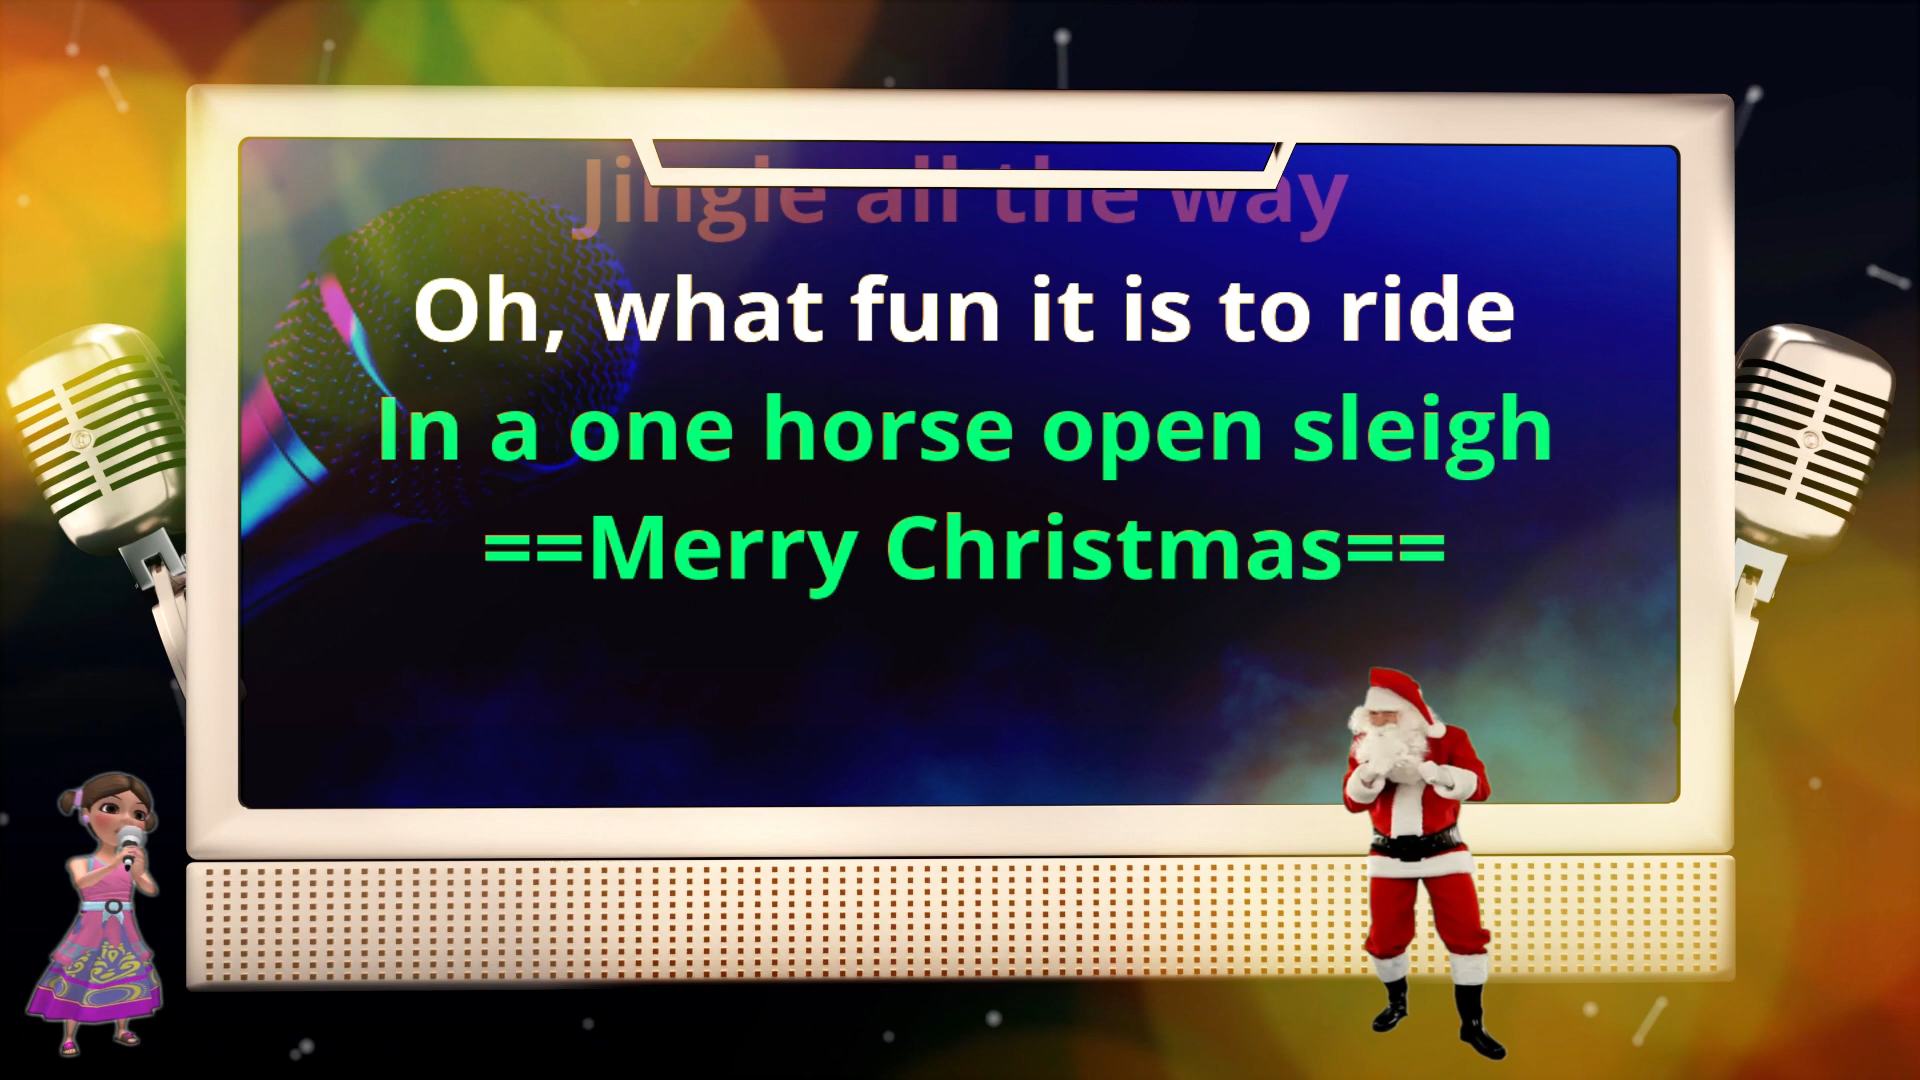 Jingle all the way
Oh, what fun it is to ride
In a one horse open sleigh
==Merry Christmas==